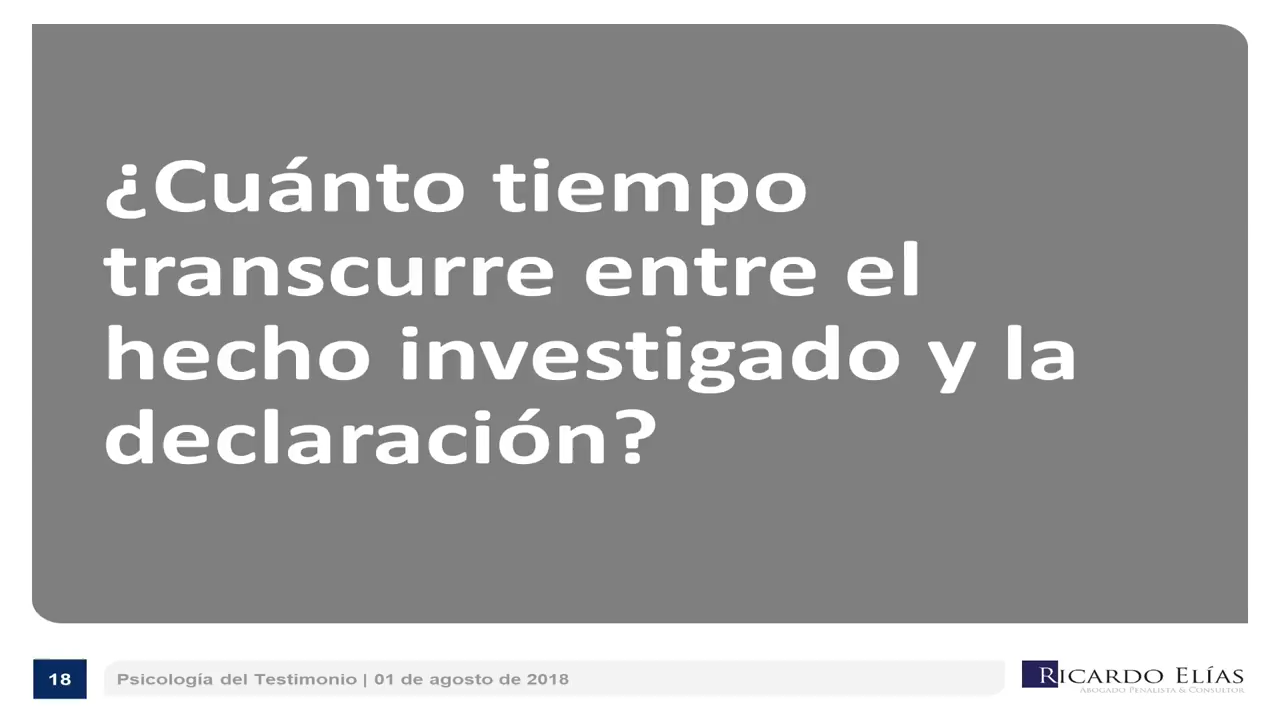 ¿Cuánto tiempo
transcurre entre el
hecho investigado y la
declaración?
18
Psicología del Testimonio | 01 de agosto de 2018
RICARDO ELÍAS
ABOGADO PENALISTA & CONSULTOR